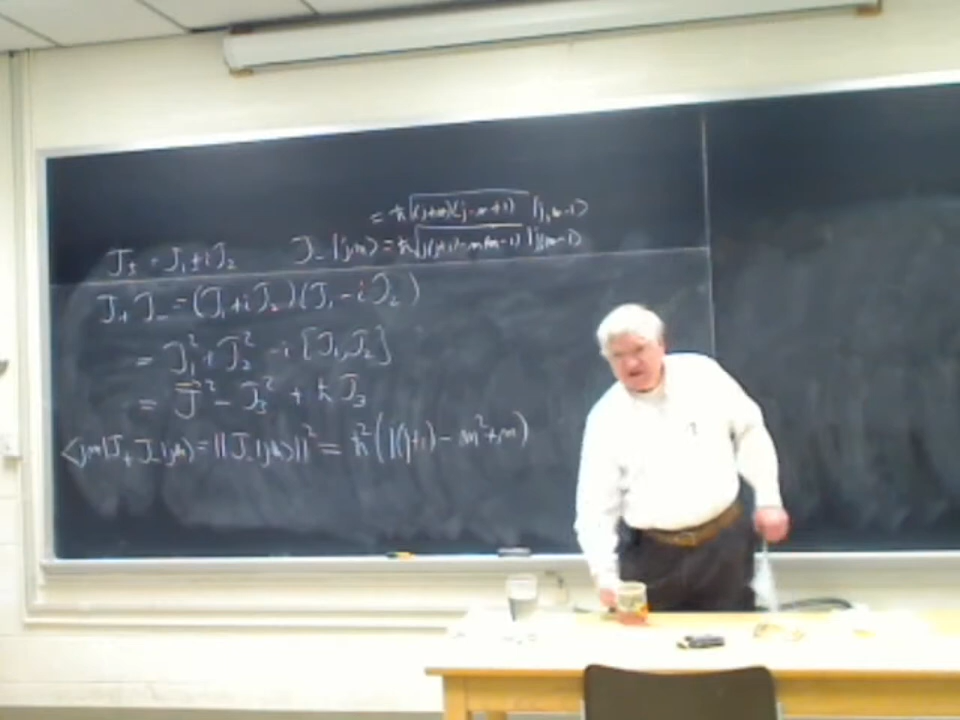 = ħ√(j+m)(j-m+1) |j,m-1⟩
J± = J₁±iJ₂ J₋|jm⟩ = ħ√j(j+1)-m(m-1) |j,m-1⟩
J₊J₋ = (J₁+iJ₂)(J₁-iJ₂)
= J₁²+J₂² -i [J₁,J₂]
= J⃗² - J₃² + ħJ₃
⟨jm|J₊J₋|jm⟩ = ||J₋|jm⟩||² = ħ²(j(j+1) - m²+m)